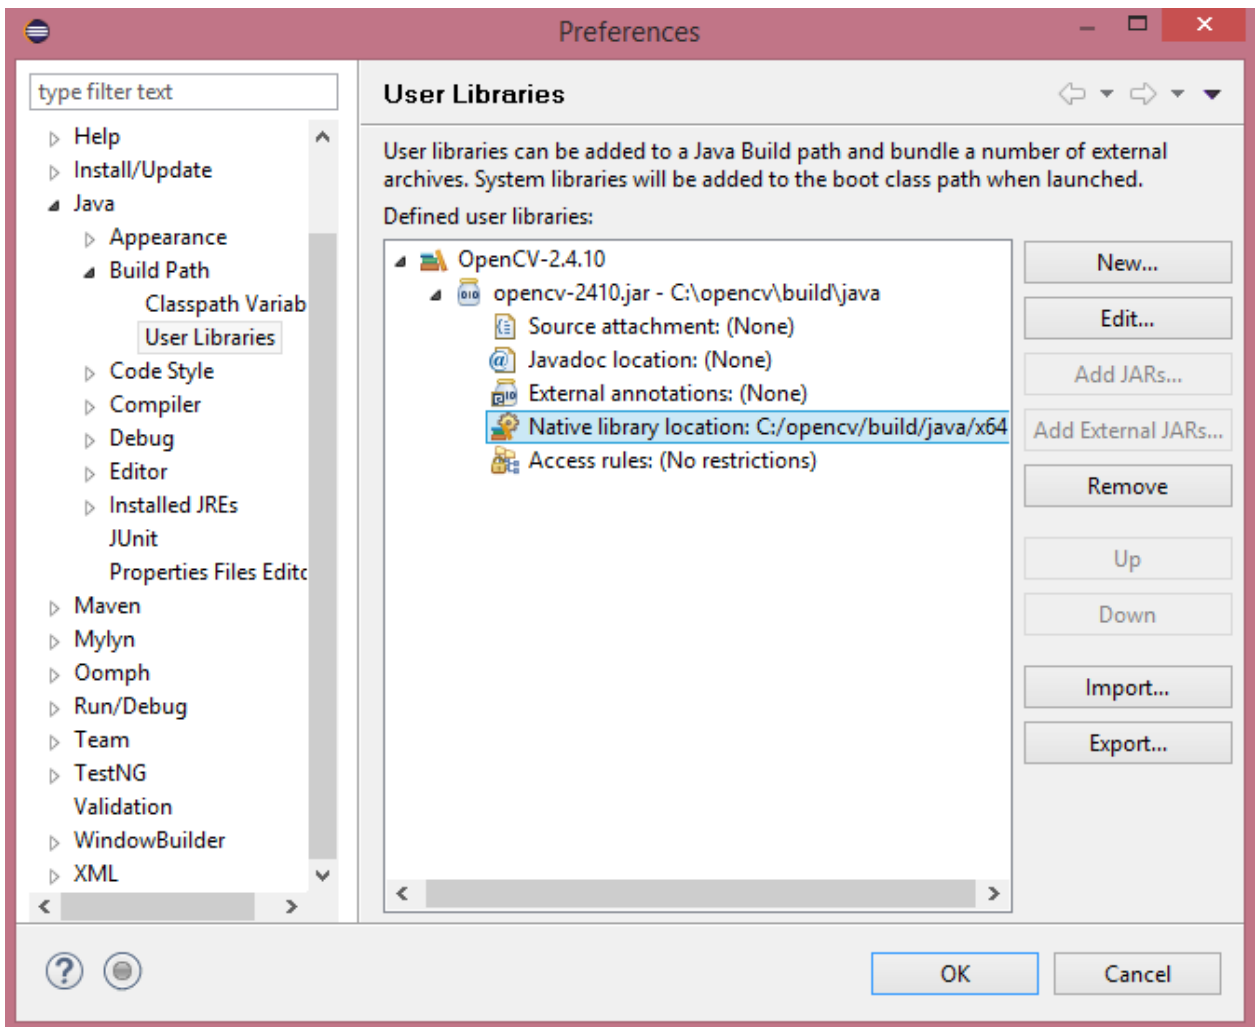 Preferences
type filter text
Help
Install/Update
Java
Appearance
Build Path
Classpath Variab
User Libraries
Code Style
Compiler
Debug
Editor
Installed JREs
JUnit
Properties Files Editc
Maven
Mylyn
Oomph
Run/Debug
Team
TestNG
Validation
WindowBuilder
XML
User Libraries
User libraries can be added to a Java Build path and bundle a number of external
archives. System libraries will be added to the boot class path when launched.
Defined user libraries:
OpenCV-2.4.10
opencv-2410.jar - C:\opencv\build\java
Source attachment: (None)
Javadoc location: (None)
External annotations: (None)
Native library location: C:/opencv/build/java/x64
Access rules: (No restrictions)
New...
Edit...
Add JARs...
Add External JARs...
Remove
Up
Down
Import...
Export...
OK
Cancel